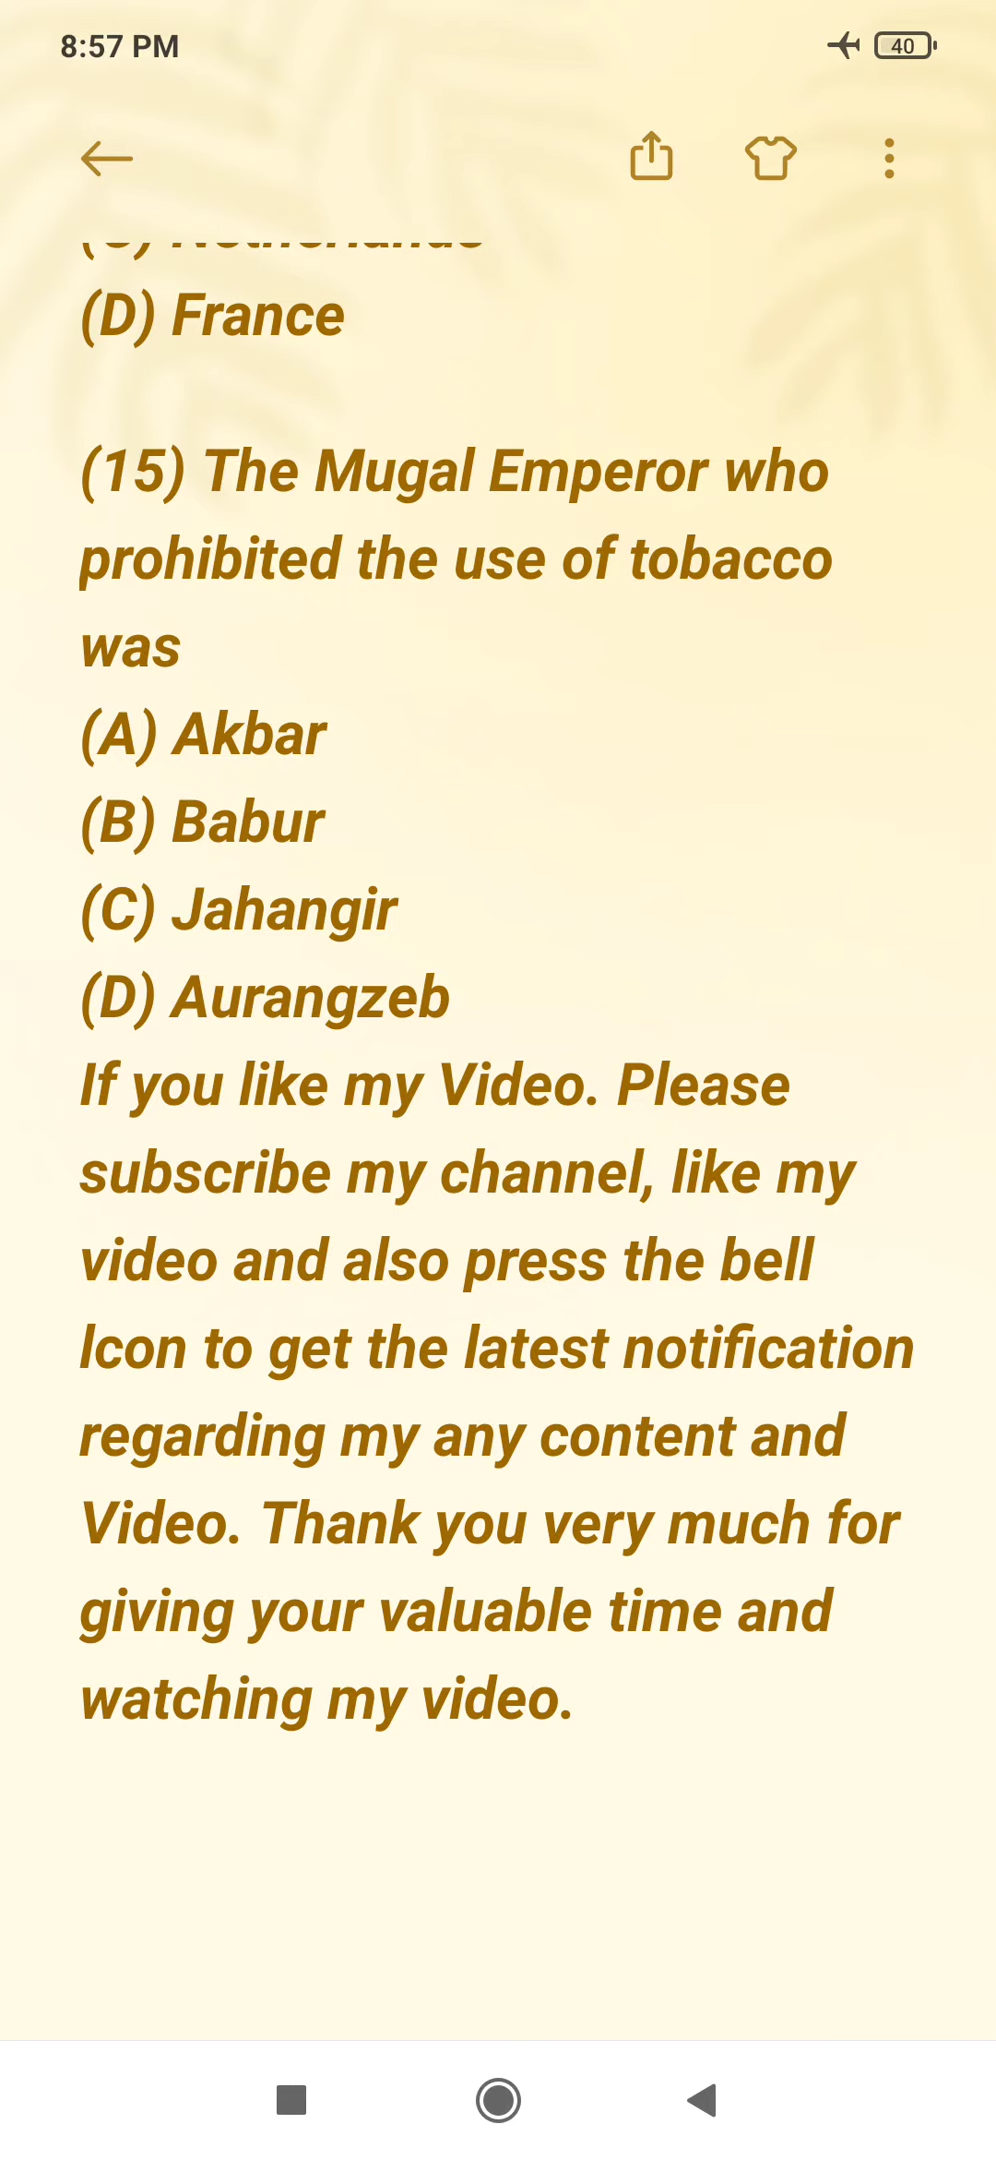 8:57 PM
40
(D) France
(15) The Mugal Emperor who
prohibited the use of tobacco
was
(A) Akbar
(B) Babur
(C) Jahangir
(D) Aurangzeb
If you like my Video. Please
subscribe my channel, like my
video and also press the bell
Icon to get the latest notification
regarding my any content and
Video. Thank you very much for
giving your valuable time and
watching my video.